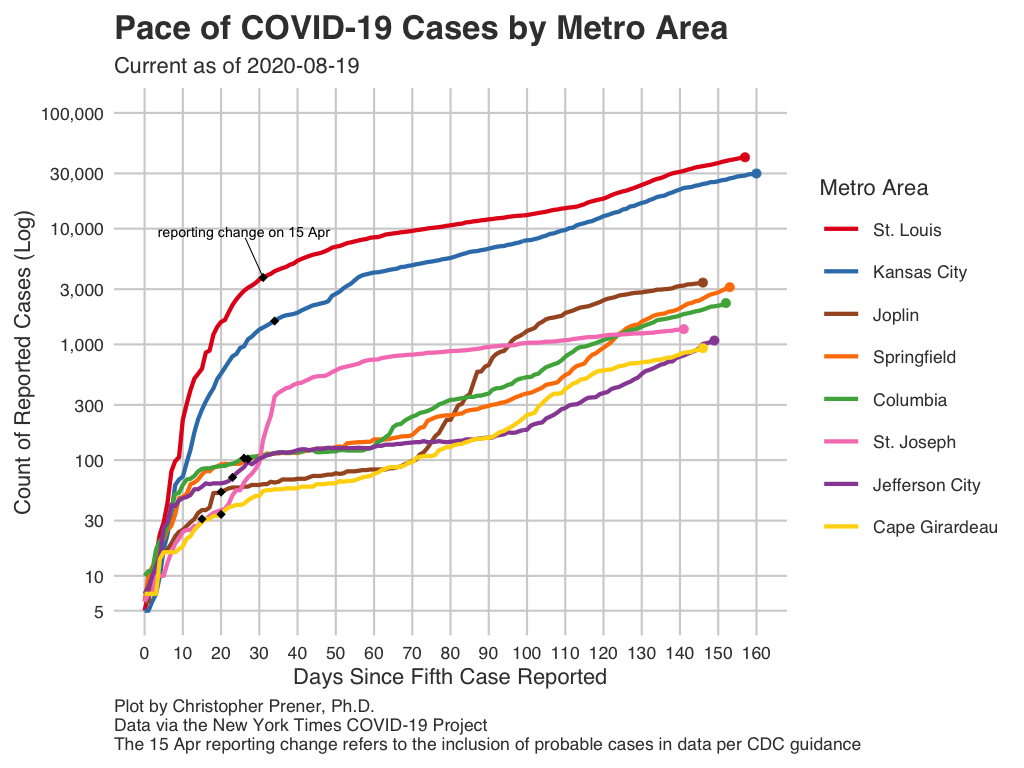 Pace of COVID-19 Cases by Metro Area
Current as of 2020-08-19
Count of Reported Cases (Log)
100,000
30,000
10,000
3,000
1,000
300
100
30
10
5
reporting change on 15 Apr
0 10 20 30 40 50 60 70 80 90 100 110 120 130 140 150 160
Days Since Fifth Case Reported
Metro Area
St. Louis
Kansas City
Joplin
Springfield
Columbia
St. Joseph
Jefferson City
Cape Girardeau
Plot by Christopher Prener, Ph.D.
Data via the New York Times COVID-19 Project
The 15 Apr reporting change refers to the inclusion of probable cases in data per CDC guidance